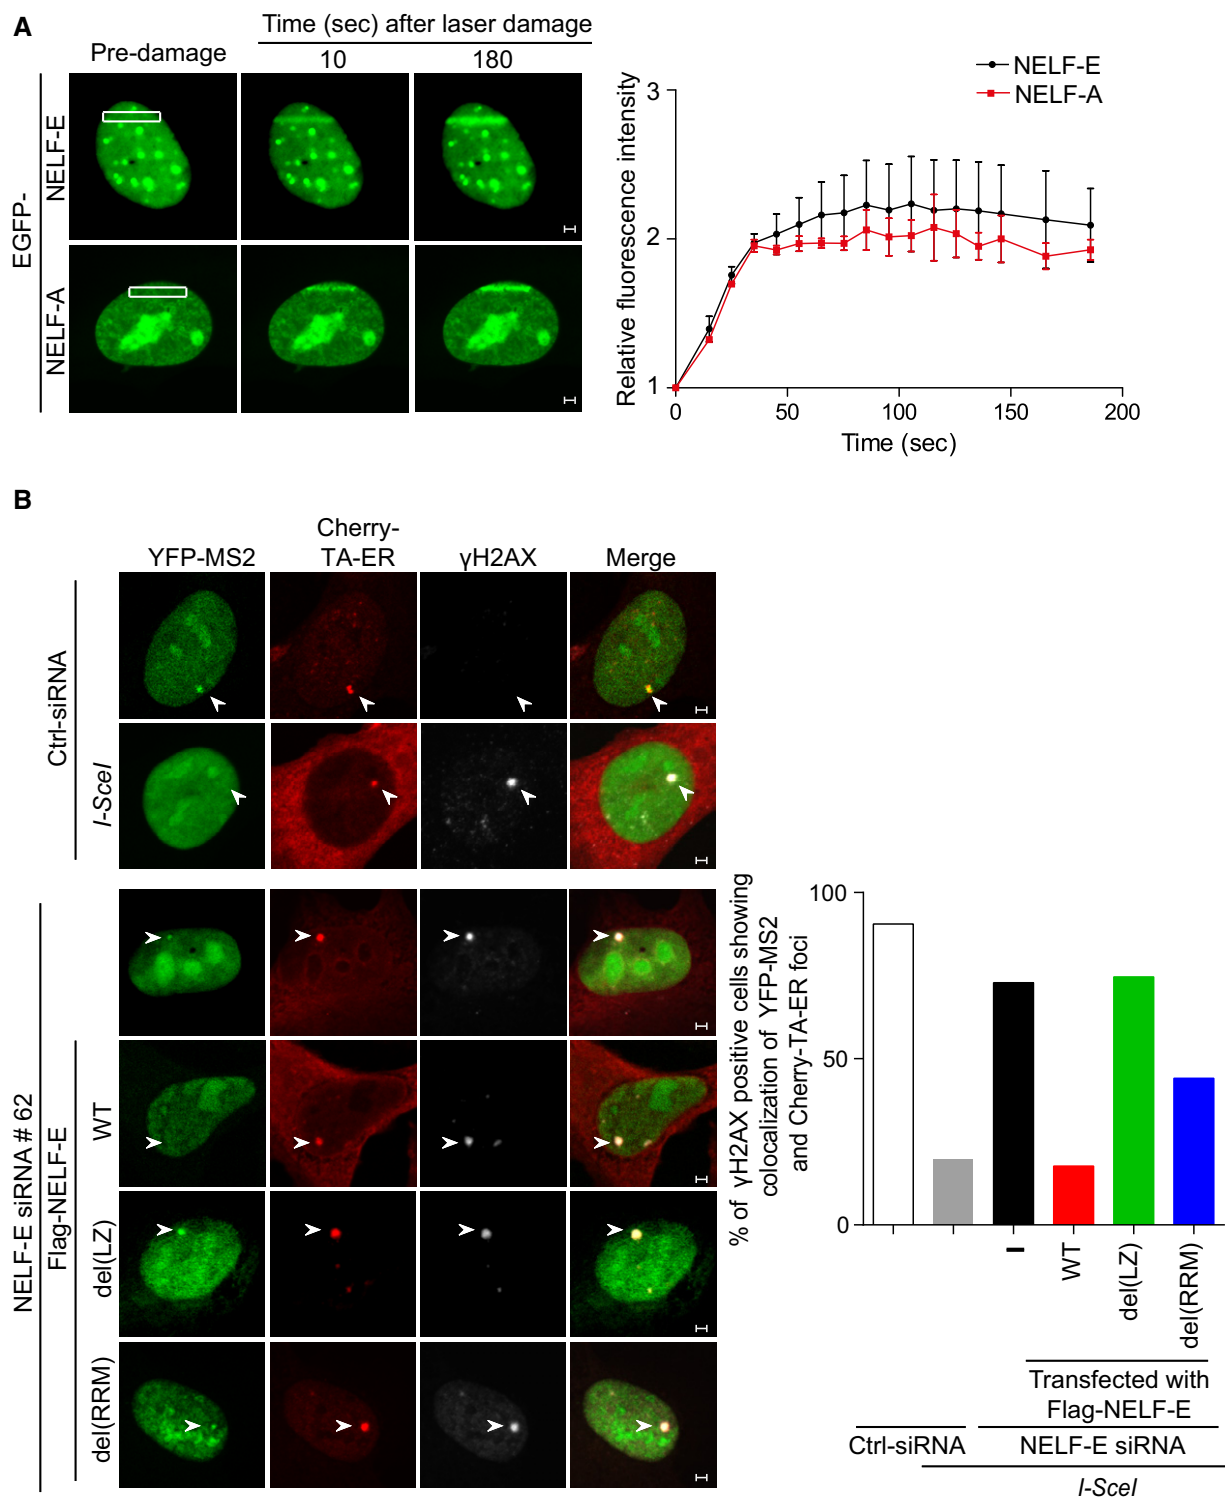 A
Time (sec) after laser damage
Pre-damage
10
180
EGFP-
NELF-E
NELF-A
NELF-E
NELF-A
Relative fluorescence intensity
3
2
1
0
50
100
150
200
Time (sec)
B
YFP-MS2
Cherry-
TA-ER
γH2AX
Merge
Ctrl-siRNA
I-SceI
NELF-E siRNA # 62
Flag-NELF-E
WT
del(LZ)
del(RRM)
% of γH2AX positive cells showing
colocalization of YFP-MS2
and Cherry-TA-ER foci
100
50
0
-
WT
del(LZ)
del(RRM)
Transfected with
Flag-NELF-E
Ctrl-siRNA
NELF-E siRNA
I-SceI